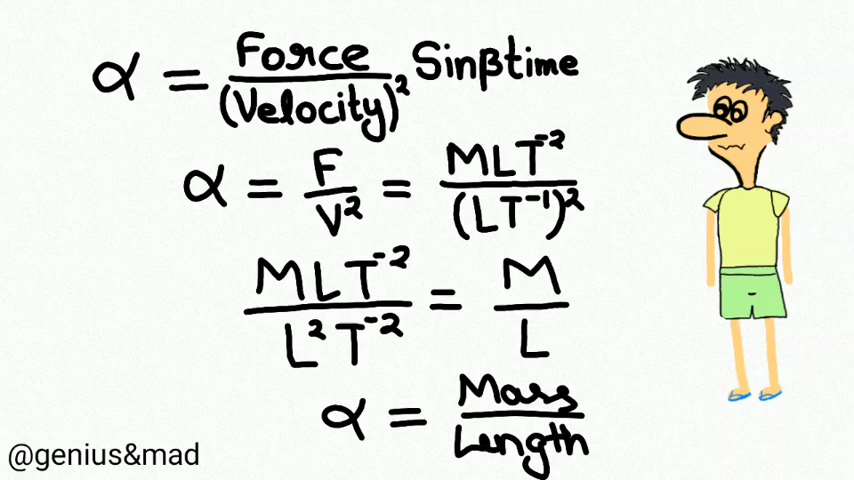 α = Force / (Velocity)² Sinβtime
α = F / V² = MLT⁻² / (LT⁻¹)²
MLT⁻² / L²T⁻² = M / L
α = Mass / Length
@genius&mad